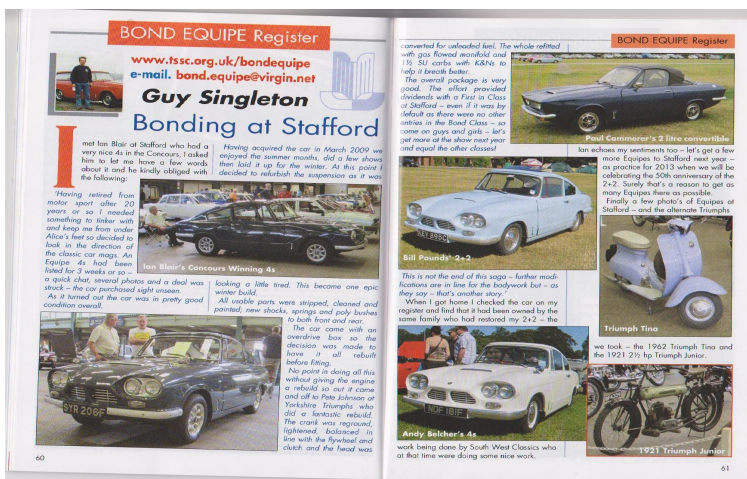 BOND EQUIPE Register
www.tssc.org.uk/bondequipe
e-mail. bond.equipe@virgin.net
Guy Singleton
Bonding at Stafford
I met Ian Blair at Stafford who had a
very nice 4s in the Concours, I asked
him to let me have a few words
about it and he kindly obliged with
the following:
'Having retired from
motor sport after 20
years or so I needed
something to tinker with
and keep me from under
Alice's feet so decided to
look in the direction of
the classic car mags. An
Equipe 4s had been
listed for 3 weeks or so –
a quick chat, several photos and a deal was
struck – the car purchased sight unseen.
As it turned out the car was in pretty good
condition overall.
Having acquired the car in March 2009 we
enjoyed the summer months, did a few shows
then laid it up for the winter. At this point I
decided to refurbish the suspension as it was
Ian Blair's Concours Winning 4s
looking a little tired. This became one epic
winter build.
All usable parts were stripped, cleaned and
painted; new shocks, springs and poly bushes
to both front and rear.
The car came with an
overdrive box so the
decision was made to
have it all rebuilt
before fitting.
No point in doing all this
without giving the engine
a rebuild so out it came
and off to Pete Johnson at
Yorkshire Triumphs who
did a fantastic rebuild.
The crank was reground,
lightened, balanced in
line with the flywheel and
clutch and the head was
SYR 206F
60
BOND EQUIPE Register
converted for unleaded fuel. The whole refitted
with gas flowed manifold and
1½ SU carbs with K&Ns to
help it breath better.
The overall package is very
good. The effort provided
dividends with a First in Class
at Stafford – even if it was by
default as there were no other
entries in the Bond Class – so
come on guys and girls – let's
get more at the show next year
and equal the other classes!
Paul Cammerer's 2 litre convertible
Bill Pounds' 2+2
This is not the end of this saga – further modi-
fications are in line for the bodywork but – as
they say – that's another story.'
When I got home I checked the car on my
register and find that it had been owned by the
same family who had restored my 2+2 – the
NDF 181F
Andy Belcher's 4s
work being done by South West Classics who
at that time were doing some nice work.
Ian echoes my sentiments too – let's get a few
more Equipes to Stafford next year –
as practice for 2013 when we will be
celebrating the 50th anniversary of the
2+2. Surely that's a reason to get as
many Equipes there as possible.
Finally a few photo's of Equipes at
Stafford – and the alternate Triumphs
Triumph Tina
we took – the 1962 Triumph Tina and
the 1921 2½ hp Triumph Junior.
1921 Triumph Junior
61